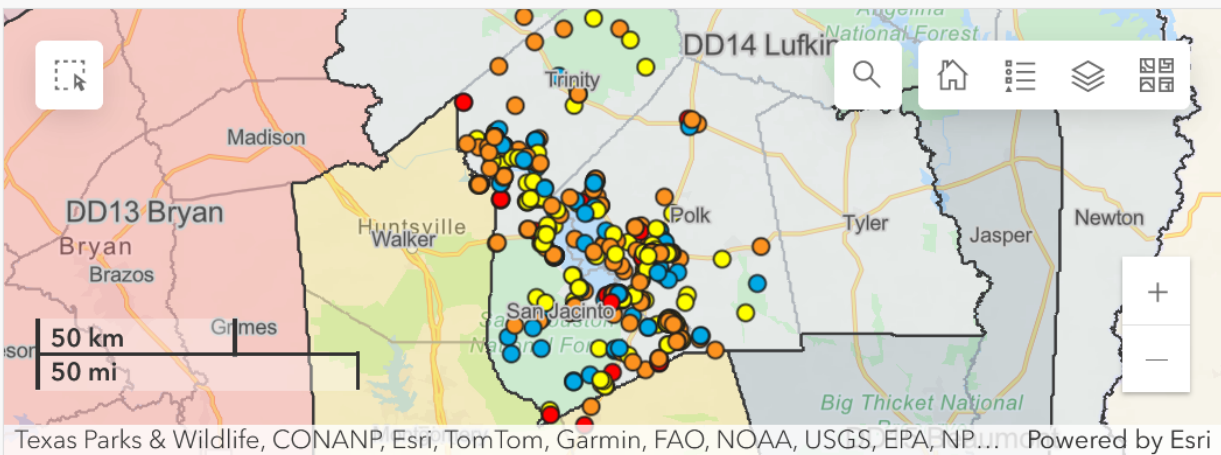 Angelina
National Forest
DD14 Lufkin
Trinity
Madison
DD13 Bryan
Polk
Huntsville
Walker
Tyler
Newton
Jasper
Bryan
Brazos
San Jacinto
Grimes
50 km
50 mi
Big Thicket National
Texas Parks & Wildlife, CONANP, Esri, TomTom, Garmin, FAO, NOAA, USGS, EPA, NP...
Powered by Esri